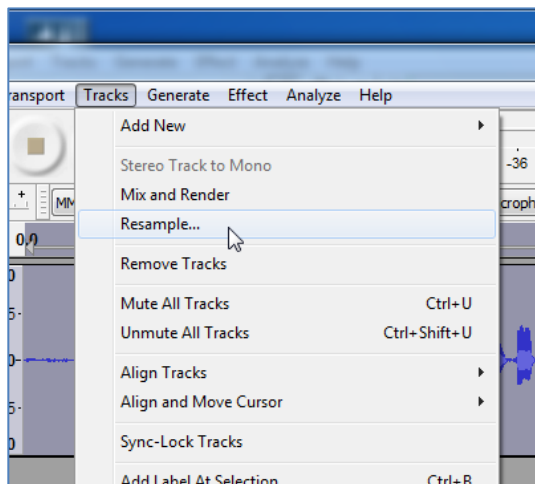 ransport Tracks Generate Effect Analyze Help
Add New
-36
Stereo Track to Mono
Mix and Render
MM
croph
Resample...
0.0
Remove Tracks
Mute All Tracks Ctrl+U
Unmute All Tracks Ctrl+Shift+U
Align Tracks
Align and Move Cursor
Sync-Lock Tracks
Add Label At Selection Ctrl+B